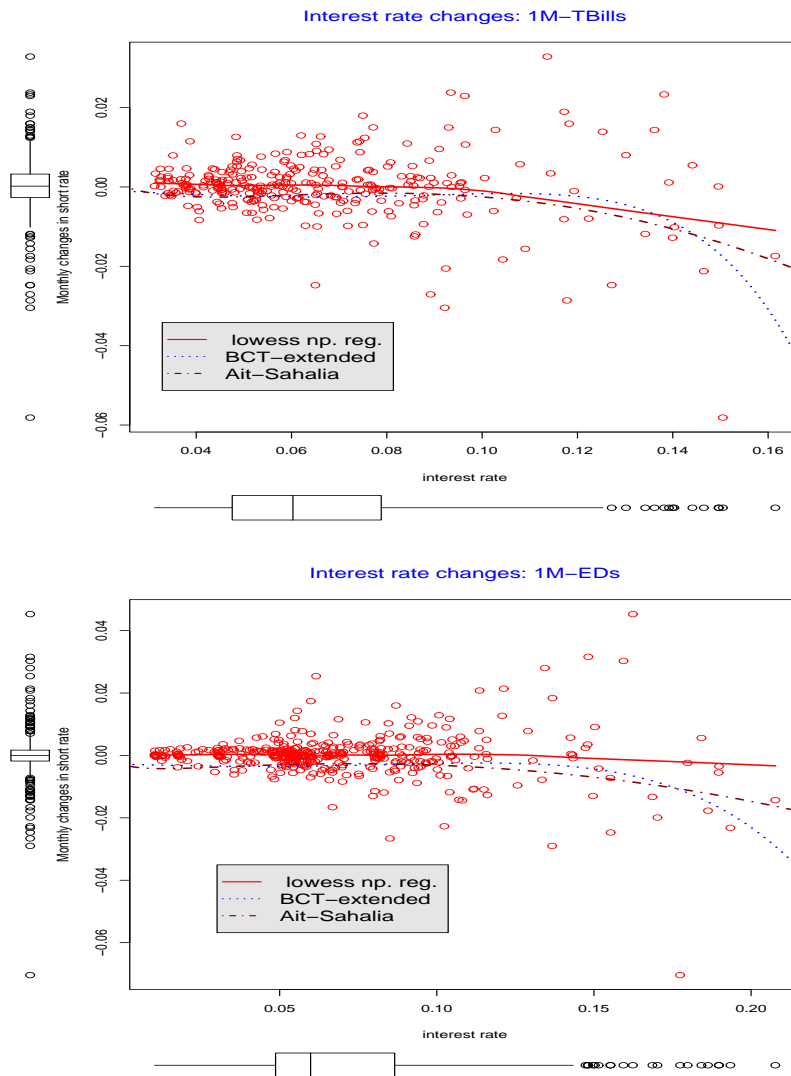 Interest rate changes: 1M−TBills
Monthly changes in short rate
0.02
0.00
−0.02
−0.04
−0.06
lowess np. reg.
BCT−extended
Ait−Sahalia
0.04 0.06 0.08 0.10 0.12 0.14 0.16
interest rate
Interest rate changes: 1M−EDs
Monthly changes in short rate
0.04
0.02
0.00
−0.02
−0.04
−0.06
lowess np. reg.
BCT−extended
Ait−Sahalia
0.05 0.10 0.15 0.20
interest rate